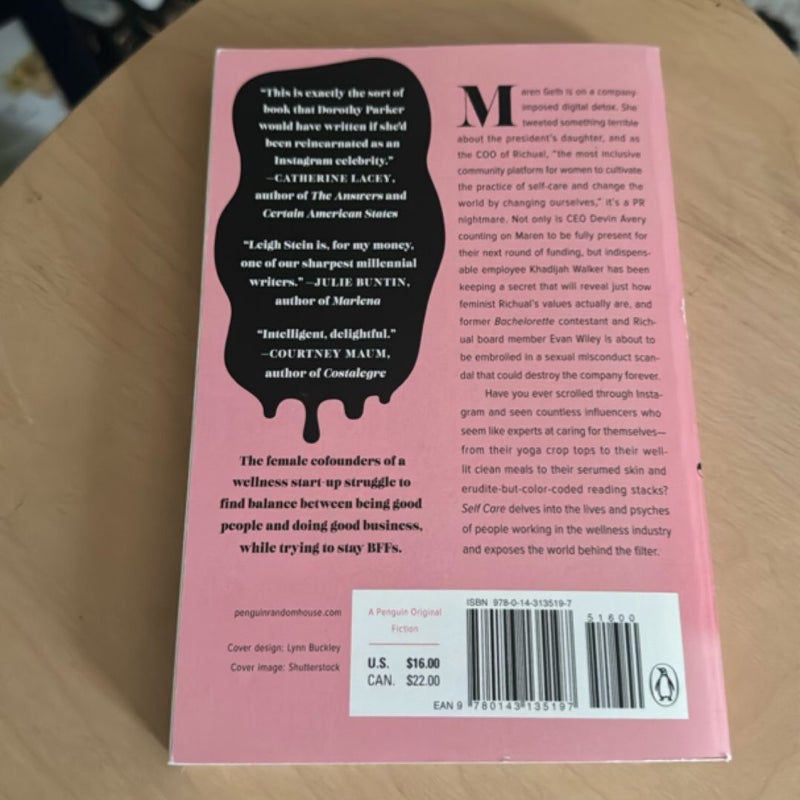 "This is exactly the sort of
book that Dorothy Parker
would have written if she'd
been reincarnated as an
Instagram celebrity."
—CATHERINE LACEY,
author of The Answers and
Certain American States
"Leigh Stein is, for my money,
one of our sharpest millennial
writers." —JULIE BUNTIN,
author of Marlena
"Intelligent, delightful."
—COURTNEY MAUM,
author of Costalegre
The female cofounders of a
wellness start-up struggle to
find balance between being good
people and doing good business,
while trying to stay BFFs.
Maren Gelb is on a company-
imposed digital detox. She
tweeted something terrible
about the president's daughter, and as
the COO of Richual, "the most inclusive
community platform for women to cultivate
the practice of self-care and change the
world by changing ourselves," it's a PR
nightmare. Not only is CEO Devin Avery
counting on Maren to be fully present for
their next round of funding, but indispens-
able employee Khadijah Walker has been
keeping a secret that will reveal just how
feminist Richual's values actually are, and
former Bachelorette contestant and Rich-
ual board member Evan Wiley is about to
be embroiled in a sexual misconduct scan-
dal that could destroy the company forever.
Have you ever scrolled through Insta-
gram and seen countless influencers who
seem like experts at caring for themselves—
from their yoga crop tops to their well-
lit clean meals to their serumed skin and
erudite-but-color-coded reading stacks?
Self Care delves into the lives and psyches
of people working in the wellness industry
and exposes the world behind the filter.
penguinrandomhouse.com
Cover design: Lynn Buckley
Cover image: Shutterstock
A Penguin Original
Fiction
U.S. $16.00
CAN. $22.00
ISBN 978-0-14-313519-7
51600
EAN 9 780143 135197